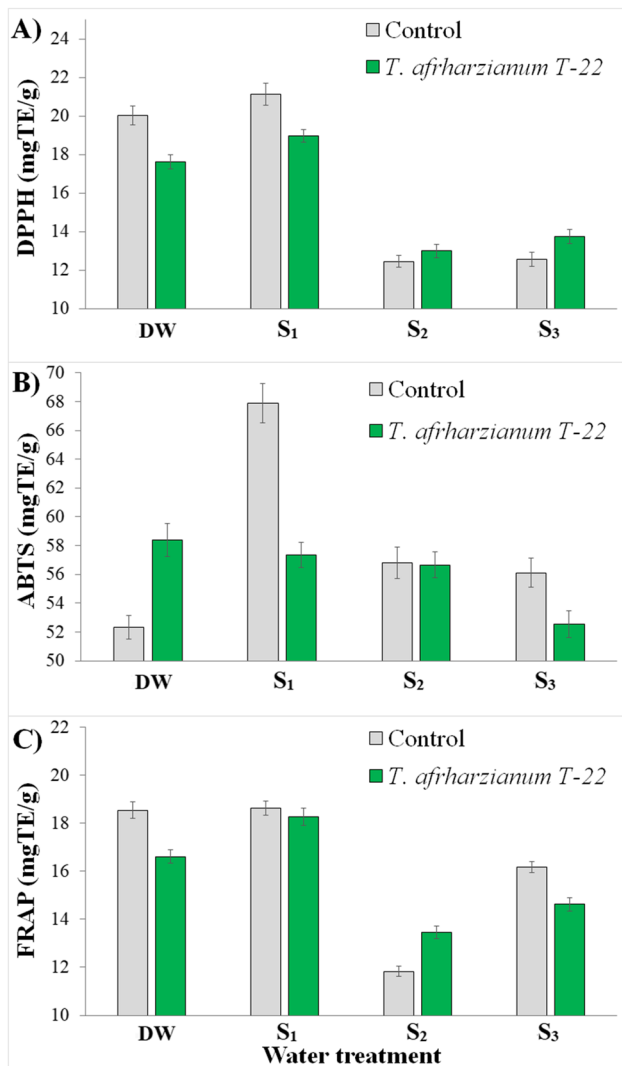 A)
Control
T. afrharzianum T-22
DPPH (mgTE/g)
24
22
20
18
16
14
12
10
DW S₁ S₂ S₃
B)
Control
T. afrharzianum T-22
ABTS (mgTE/g)
70
68
66
64
62
60
58
56
54
52
50
DW S₁ S₂ S₃
C)
Control
T. afrharzianum T-22
FRAP (mgTE/g)
22
20
18
16
14
12
10
DW S₁ S₂ S₃
Water treatment